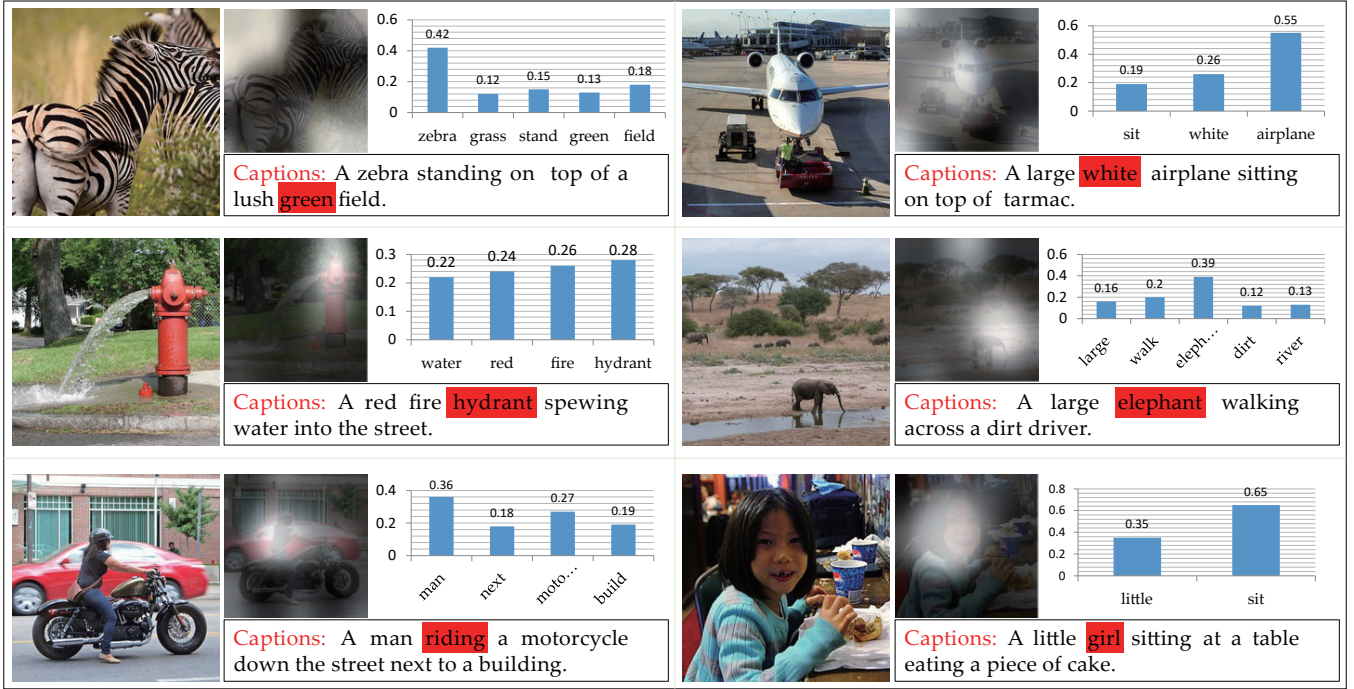 0.6
0.4
0.2
0
0.42
0.12
0.15
0.13
0.18
zebra grass stand green field
Captions: A zebra standing on top of a
lush green field.
0.6
0.4
0.2
0
0.19
0.26
0.55
sit white airplane
Captions: A large white airplane sitting
on top of tarmac.
0.3
0.2
0.1
0
0.22
0.24
0.26
0.28
water red fire hydrant
Captions: A red fire hydrant spewing
water into the street.
0.6
0.4
0.2
0
0.16
0.2
0.39
0.12
0.13
large walk eleph... dirt river
Captions: A large elephant walking
across a dirt driver.
0.4
0.2
0
0.36
0.18
0.27
0.19
man next moto... build
Captions: A man riding a motorcycle
down the street next to a building.
0.8
0.6
0.4
0.2
0
0.35
0.65
little sit
Captions: A little girl sitting at a table
eating a piece of cake.